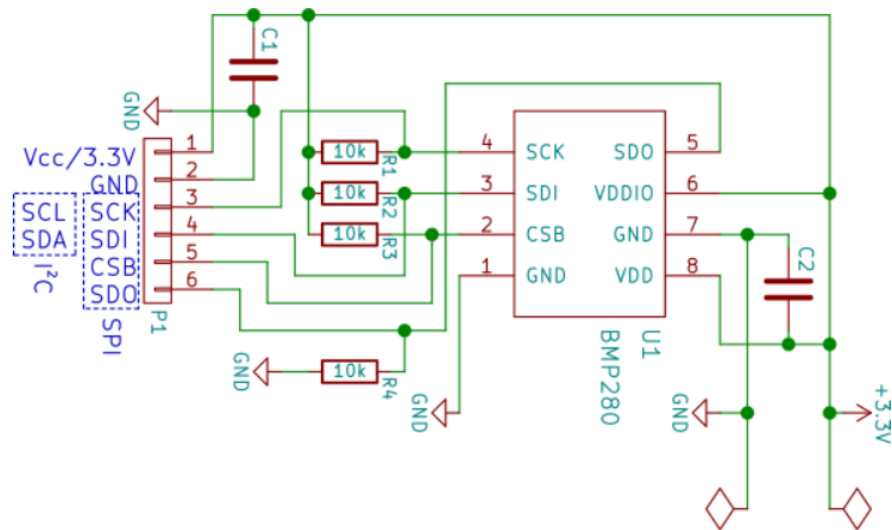 C1
GND
Vcc/3.3V
GND
SCL SCK
SDA SDI
CSB
SDO
I²C
SPI
1
2
3
4
5
6
P1
10k R1
10k R2
10k R3
GND 10k R4
4 SCK SDO 5
3 SDI VDDIO 6
2 CSB GND 7
1 GND VDD 8
U1
BMP280
C2
GND
GND
+3.3V